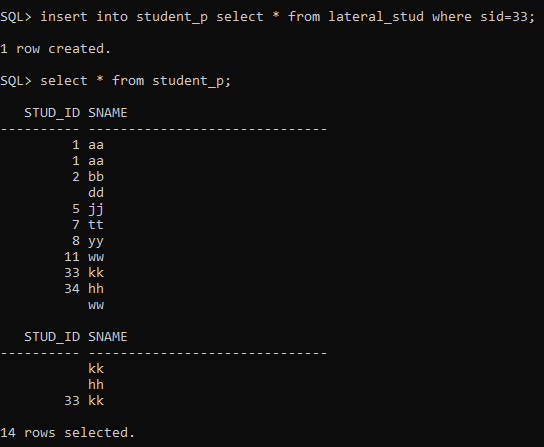 SQL> insert into student_p select * from lateral_stud where sid=33;
1 row created.
SQL> select * from student_p;
   STUD_ID SNAME
---------- ------------------------------
         1 aa
         1 aa
         2 bb
           dd
         5 jj
         7 tt
         8 yy
        11 ww
        33 kk
        34 hh
           ww
   STUD_ID SNAME
---------- ------------------------------
           kk
           hh
        33 kk
14 rows selected.